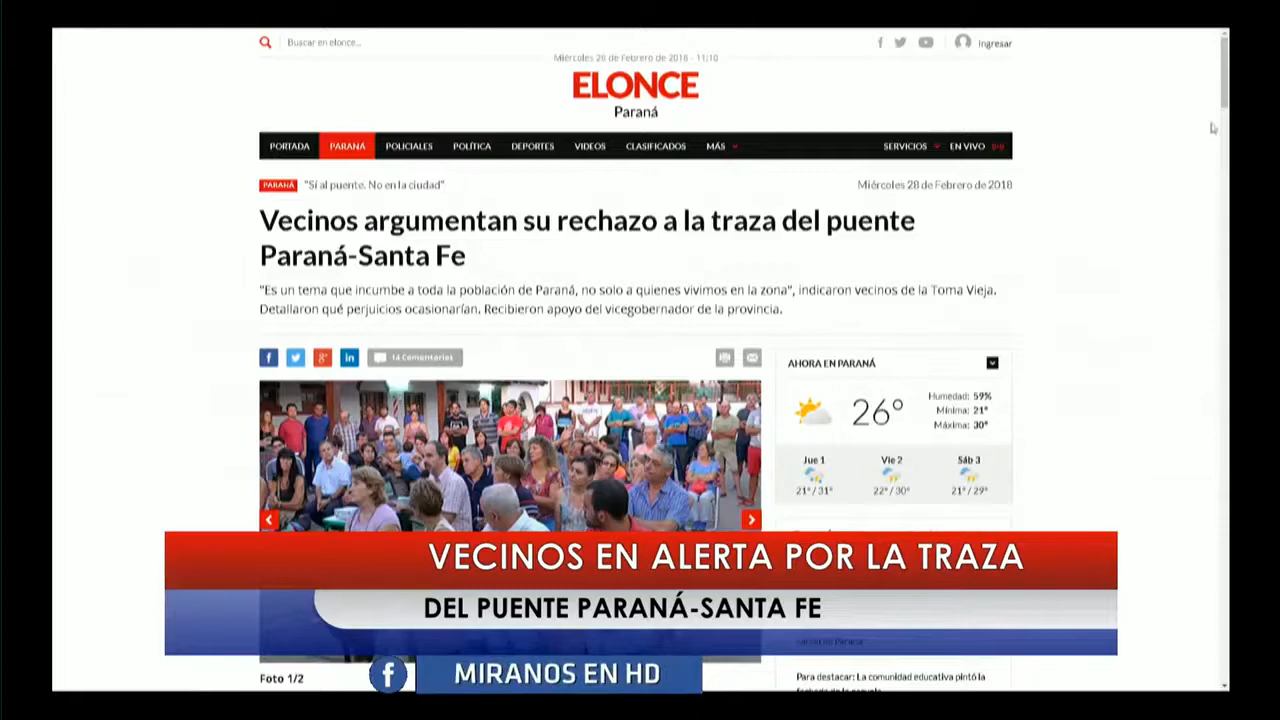 Buscar en elonce...
Ingresar
Miércoles 28 de Febrero de 2018 - 11:10
ELONCE
Paraná
PORTADA PARANÁ POLICIALES POLÍTICA DEPORTES VIDEOS CLASIFICADOS MÁS SERVICIOS EN VIVO
PARANÁ "Sí al puente. No en la ciudad" Miércoles 28 de Febrero de 2018
Vecinos argumentan su rechazo a la traza del puente
Paraná-Santa Fe
"Es un tema que incumbe a toda la población de Paraná, no solo a quienes vivimos en la zona", indicaron vecinos de la Toma Vieja.
Detallaron qué perjuicios ocasionarían. Recibieron apoyo del vicegobernador de la provincia.
14 Comentarios
AHORA EN PARANÁ
26°
Humedad: 59%
Mínima: 21°
Máxima: 30°
Jue 1 Vie 2 Sáb 3
21°/31° 22°/30° 21°/29°
VECINOS EN ALERTA POR LA TRAZA
DEL PUENTE PARANÁ-SANTA FE
MIRANOS EN HD
Foto 1/2
Para destacar: La comunidad educativa pintó la